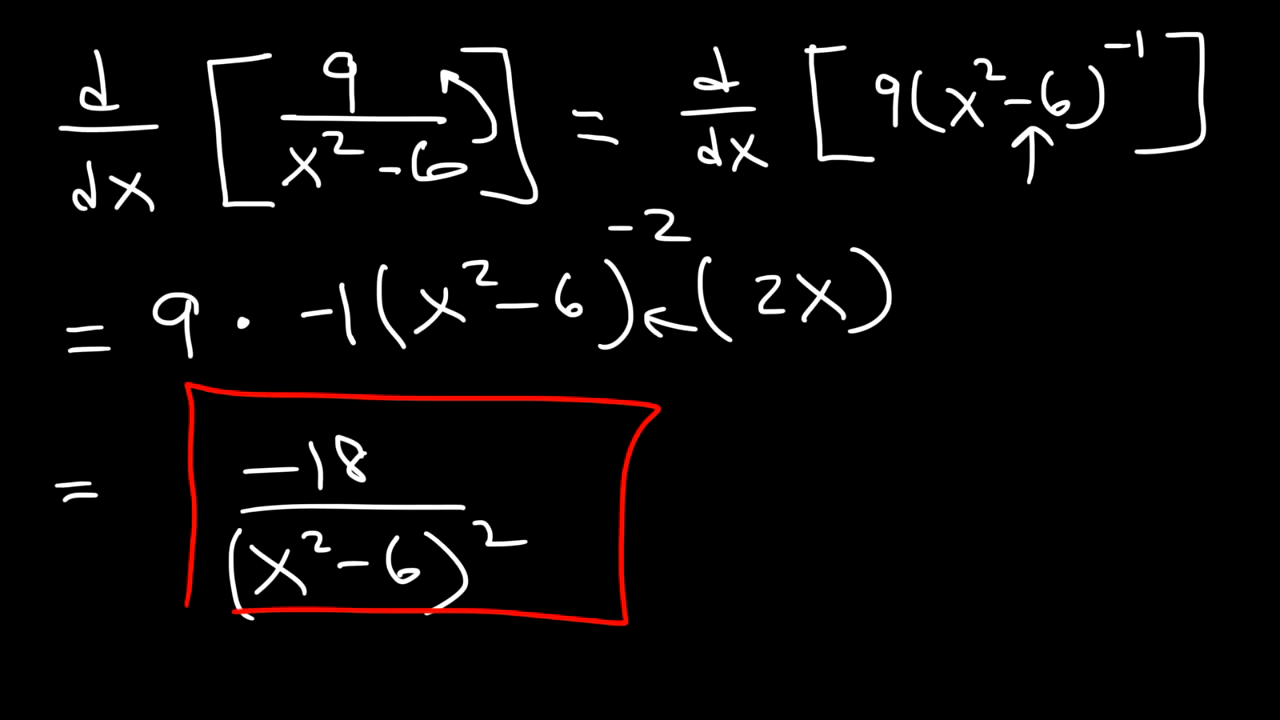 d/dx [9/(x²-6)] = d/dx [9(x²-6)⁻¹]
= 9 · -1(x²-6)⁻² (2x)
= -18/(x²-6)²